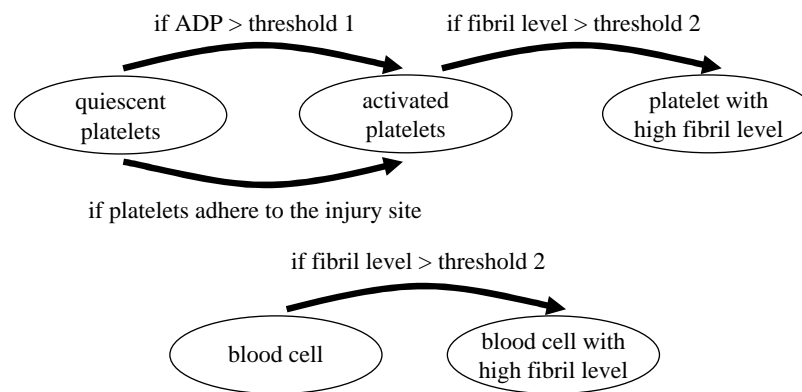 if ADP > threshold 1
if fibril level > threshold 2
quiescent
platelets
activated
platelets
platelet with
high fibril level
if platelets adhere to the injury site
if fibril level > threshold 2
blood cell
blood cell with
high fibril level